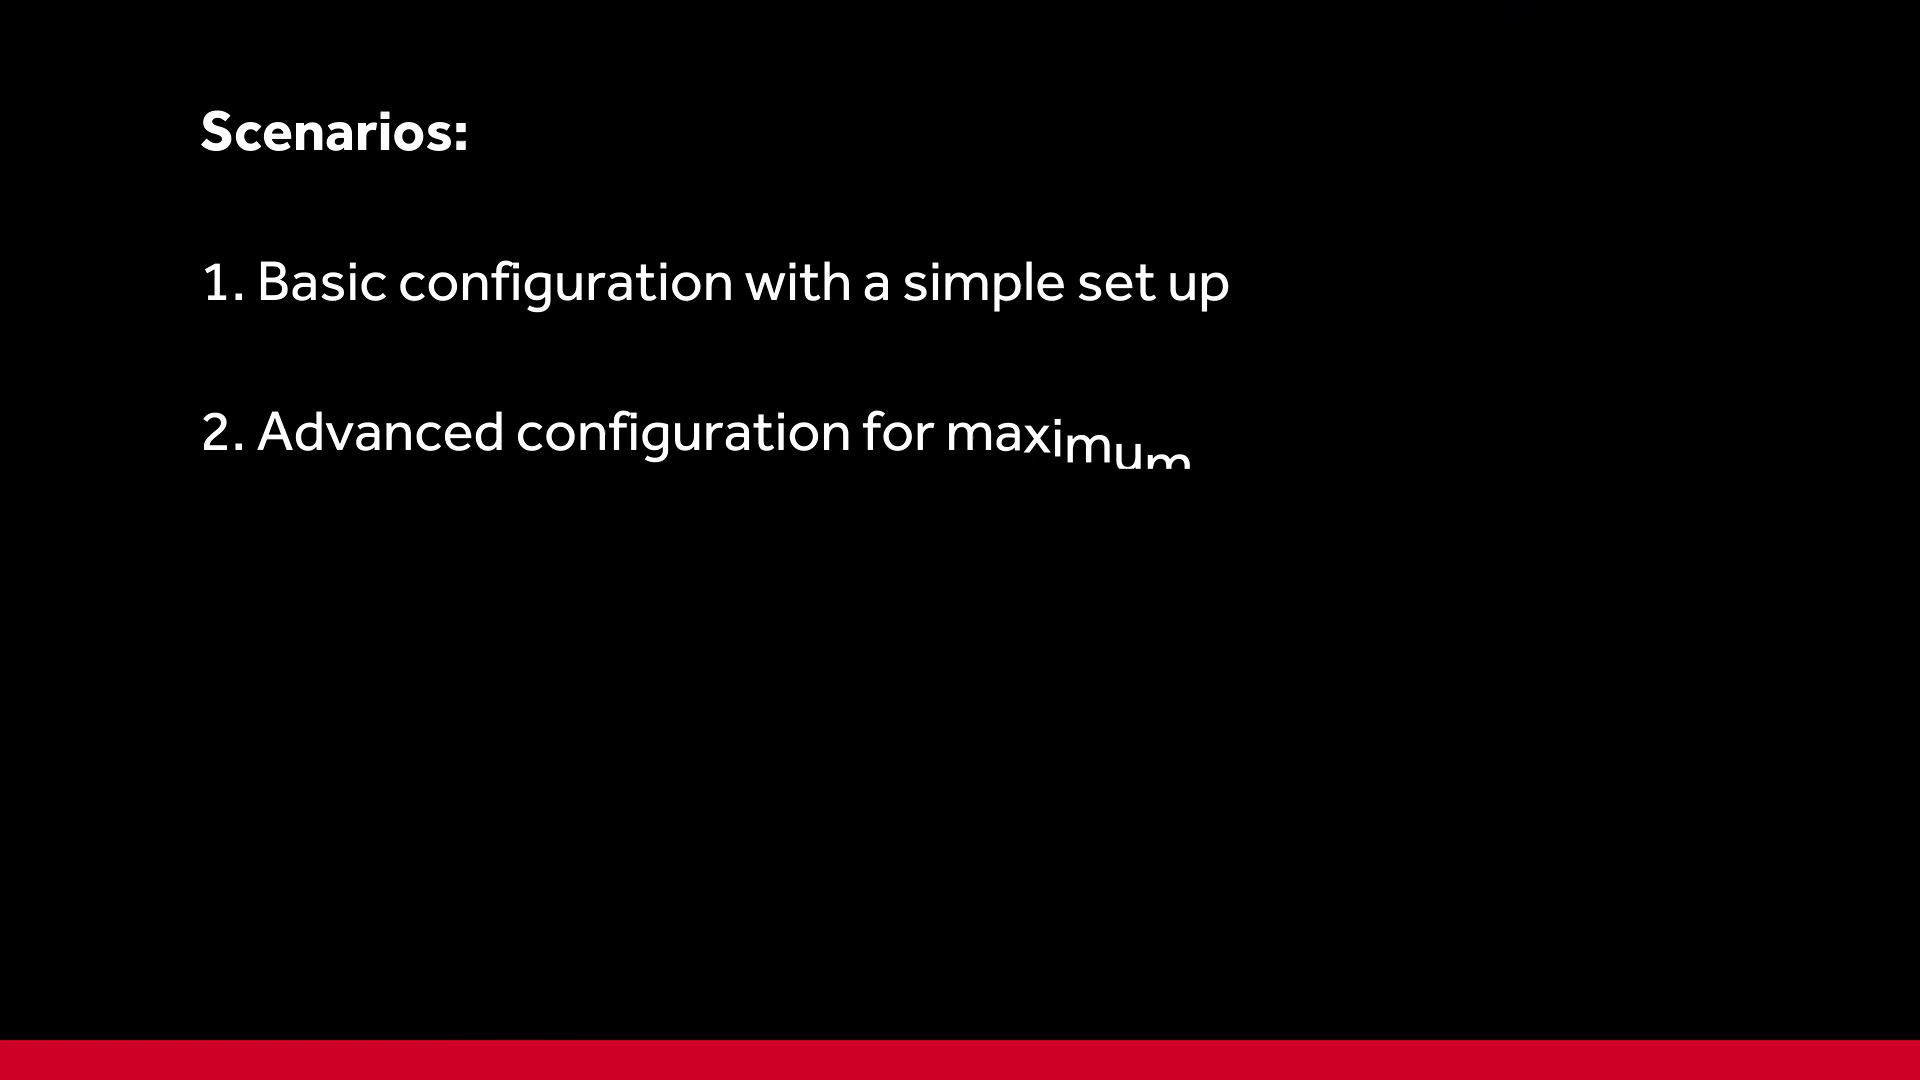 Scenarios:
1. Basic configuration with a simple set up
2. Advanced configuration for maximum